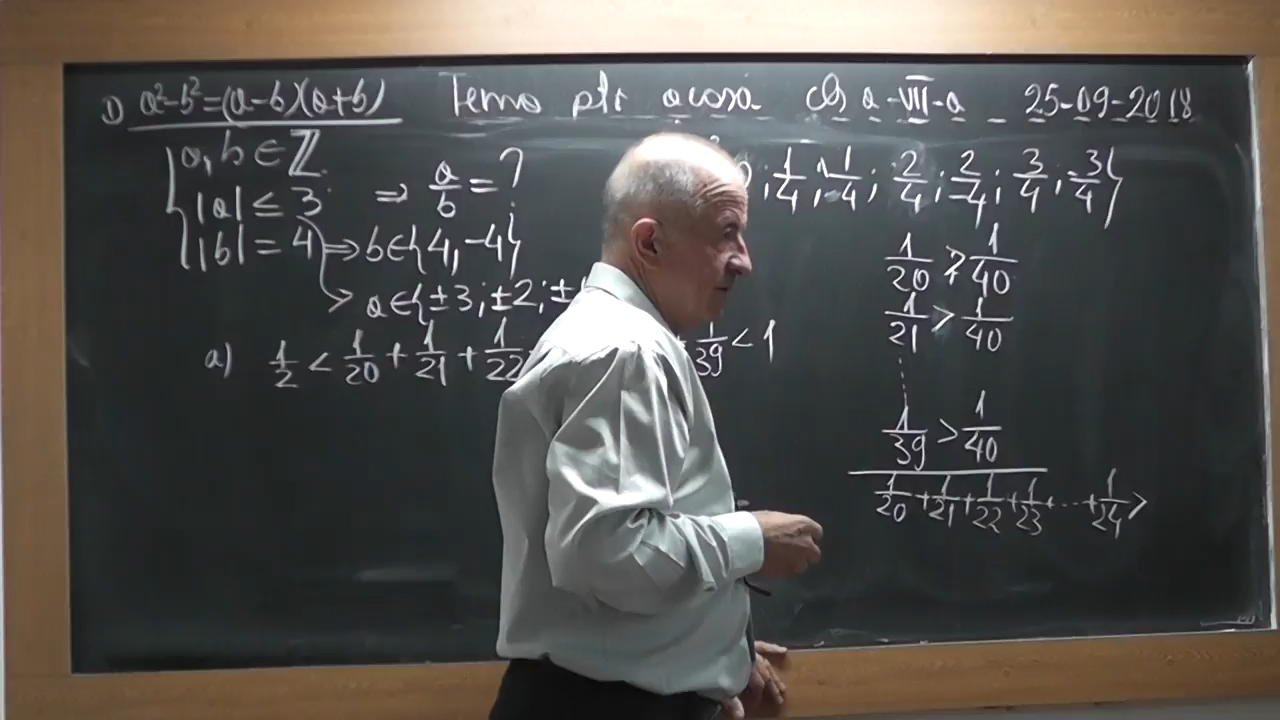 1) a²-b²=(a-b)(a+b)
Temă ptr acasă cls a-VII-a 25-09-2018
a, b ∈ ℤ
|a| ≤ 3
|b| = 4
⇒ a/b = ?
⇒ b∈{4, -4}
> a∈{±3; ±2; ±
; 1/4; 1/-4; 2/4; 2/-4; 3/4; -3/4}
a) 1/2 < 1/20 + 1/21 + 1/22 + 1/39 < 1
1/20 > 1/40
1/21 > 1/40
1/39 > 1/40
1/20 + 1/21 + 1/22 + 1/23 + ... + 1/24 >